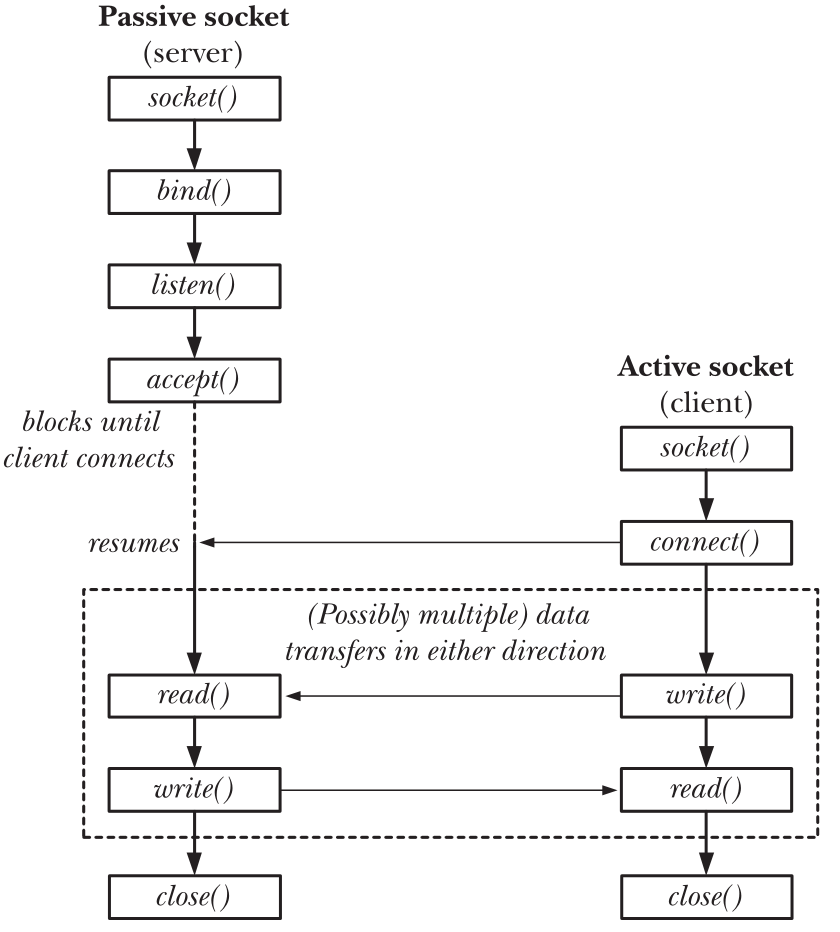 Passive socket
(server)
socket()
bind()
listen()
accept()
blocks until
client connects
resumes
Active socket
(client)
socket()
connect()
(Possibly multiple) data
transfers in either direction
read()
write()
write()
read()
close()
close()